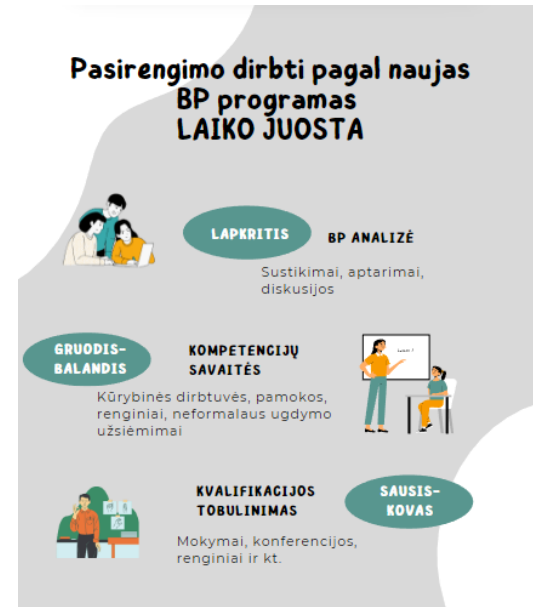 Pasirengimo dirbti pagal naujas
BP programas
LAIKO JUOSTA
LAPKRITIS
BP ANALIZĖ
Sustikimai, aptarimai,
diskusijos
GRUODIS-
BALANDIS
KOMPETENCIJŲ
SAVAITĖS
Kūrybinės dirbtuvės, pamokos,
renginiai, neformalaus ugdymo
užsiėmimai
KVALIFIKACIJOS
TOBULINIMAS
SAUSIS-
KOVAS
Mokymai, konferencijos,
renginiai ir kt.